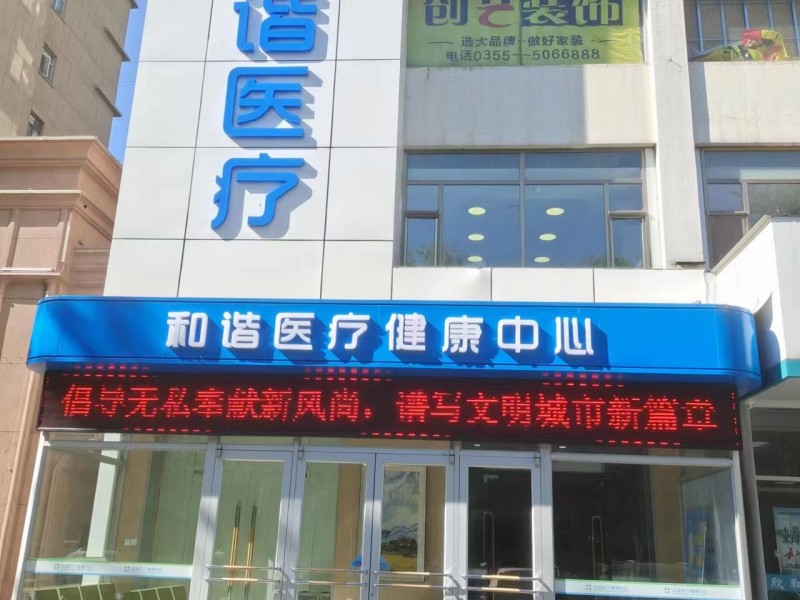 创艺装饰
选大品牌·做好家装
电话0355-5066888
谐医疗
和谐医疗健康中心
倡导无私奉献新风尚，谱写文明城市新篇章